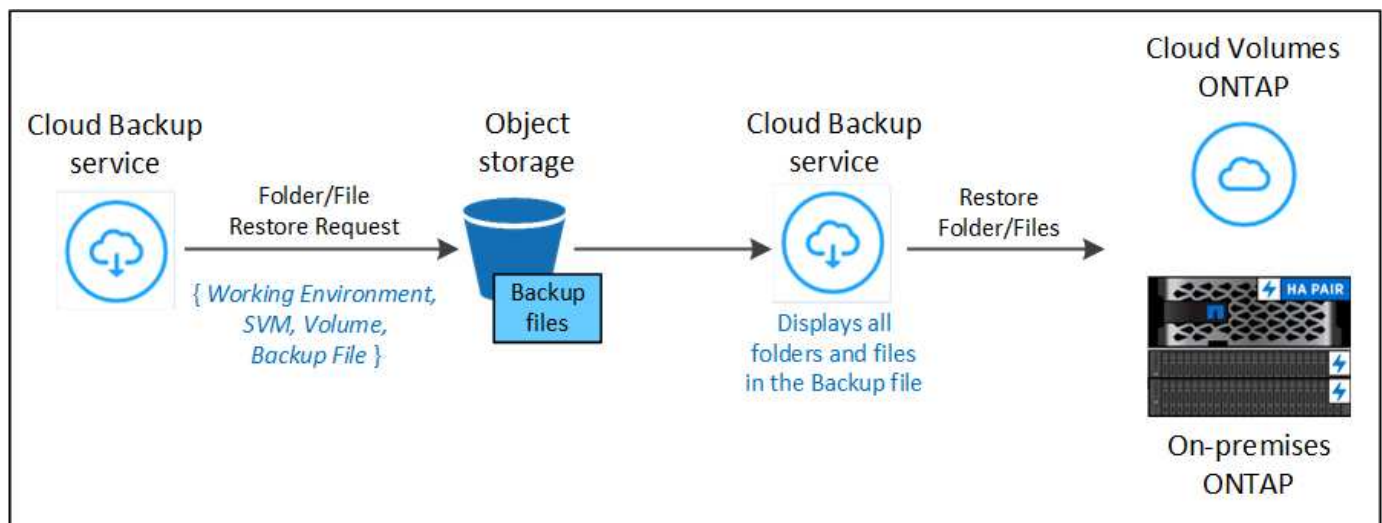 Cloud Backup
service
Folder/File
Restore Request
{ Working Environment,
SVM, Volume,
Backup File }
Object
storage
Backup
files
Cloud Backup
service
Displays all
folders and files
in the Backup file
Restore
Folder/Files
Cloud Volumes
ONTAP
HA PAIR
On-premises
ONTAP